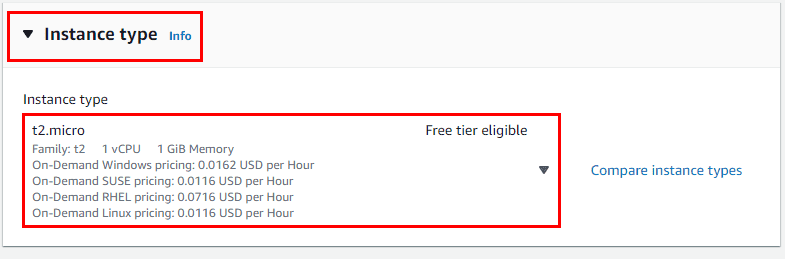 Instance type Info
Instance type
t2.micro Free tier eligible
Family: t2 1 vCPU 1 GiB Memory
On-Demand Windows pricing: 0.0162 USD per Hour
On-Demand SUSE pricing: 0.0116 USD per Hour
On-Demand RHEL pricing: 0.0716 USD per Hour
On-Demand Linux pricing: 0.0116 USD per Hour
Compare instance types